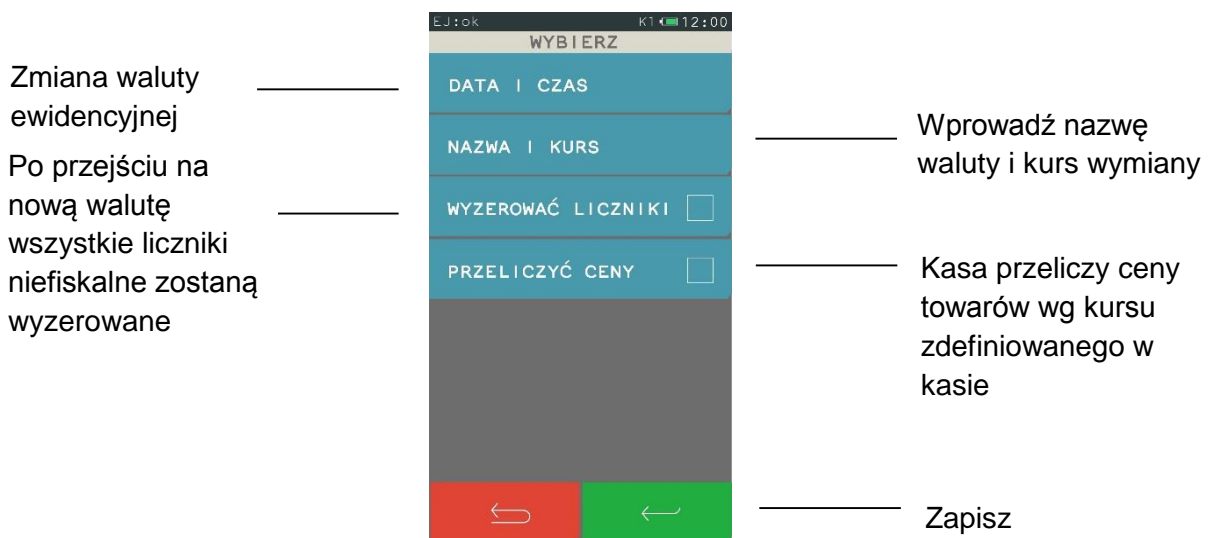 EJ:ok K1 12:00
WYBIERZ
Zmiana waluty
ewidencyjnej
DATA I CZAS
NAZWA I KURS
Wprowadź nazwę
waluty i kurs wymiany
Po przejściu na
nową walutę
wszystkie liczniki
niefiskalne zostaną
wyzerowane
WYZEROWAĆ LICZNIKI
PRZELICZYĆ CENY
Kasa przeliczy ceny
towarów wg kursu
zdefiniowanego w
kasie
Zapisz